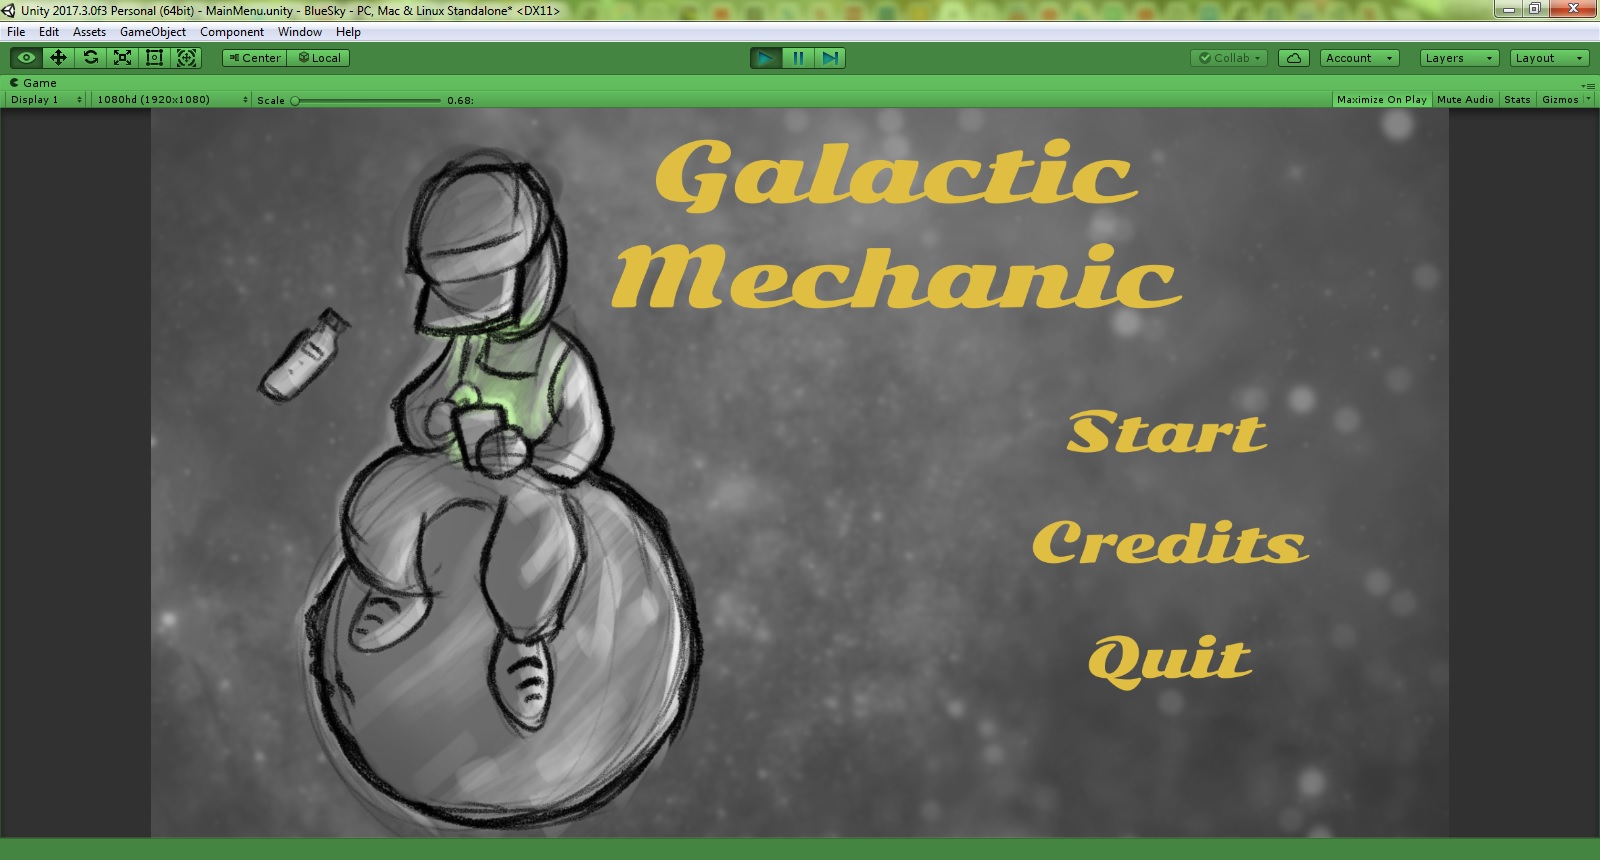 Unity 2017.3.0f3 Personal (64bit) - MainMenu.unity - BlueSky - PC, Mac & Linux Standalone* <DX11>
File Edit Assets GameObject Component Window Help
Center Local Collab Account Layers Layout
Game
Display 1 1080hd (1920x1080) Scale 0.68: Maximize On Play Mute Audio Stats Gizmos
Galactic
Mechanic
Start
Credits
Quit